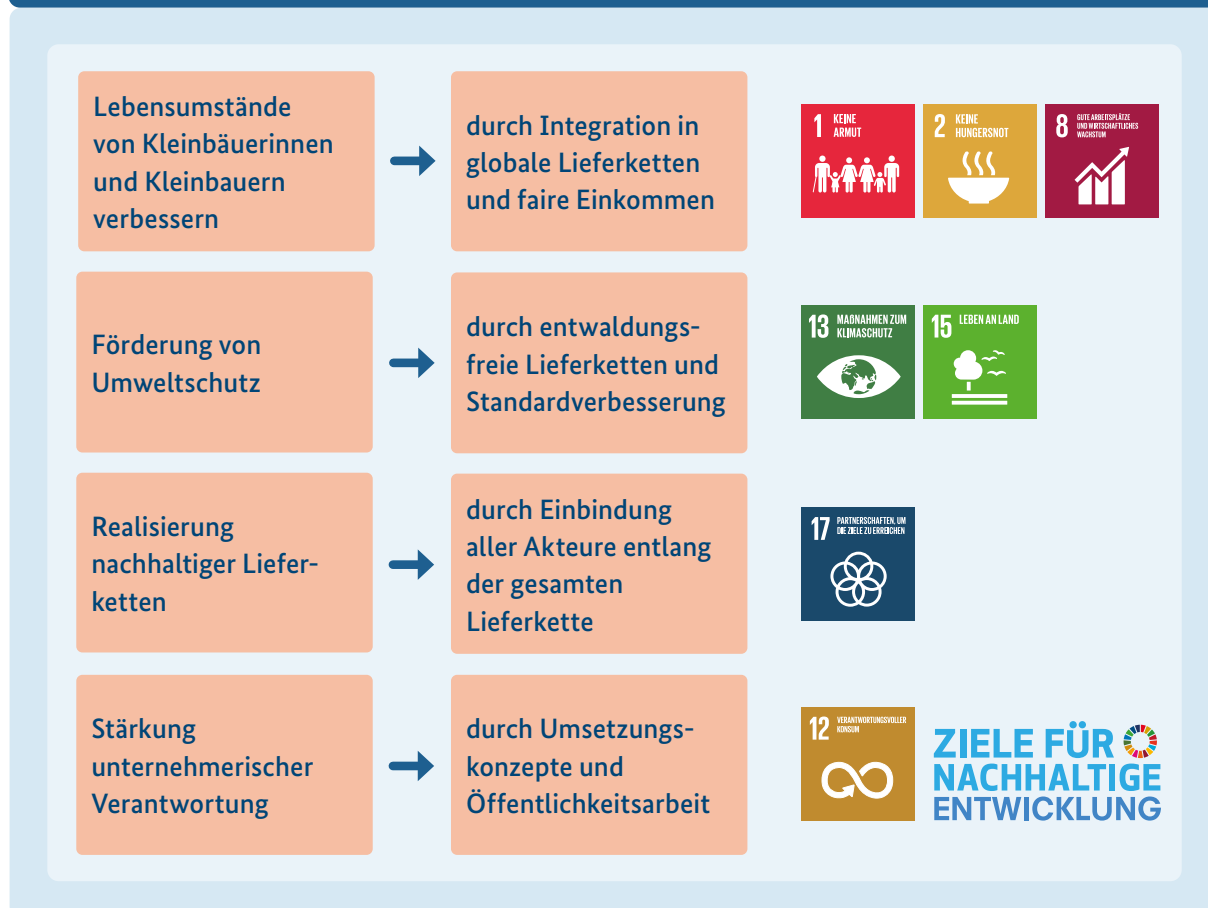 Lebensumstände
von Kleinbäuerinnen
und Kleinbauern
verbessern
durch Integration in
globale Lieferketten
und faire Einkommen
1 KEINE
ARMUT
2 KEINE
HUNGERSNOT
8 GUTE ARBEITSPLÄTZE
UND WIRTSCHAFTLICHES
WACHSTUM
Förderung von
Umweltschutz
durch entwaldungs-
freie Lieferketten und
Standardverbesserung
13 MAßNAHMEN ZUM
KLIMASCHUTZ
15 LEBEN AN LAND
Realisierung
nachhaltiger Liefer-
ketten
durch Einbindung
aller Akteure entlang
der gesamten
Lieferkette
17 PARTNERSCHAFTEN, UM
DIE ZIELE ZU ERREICHEN
Stärkung
unternehmerischer
Verantwortung
durch Umsetzungs-
konzepte und
Öffentlichkeitsarbeit
12 VERANTWORTUNGSVOLLER
KONSUM
ZIELE FÜR
NACHHALTIGE
ENTWICKLUNG